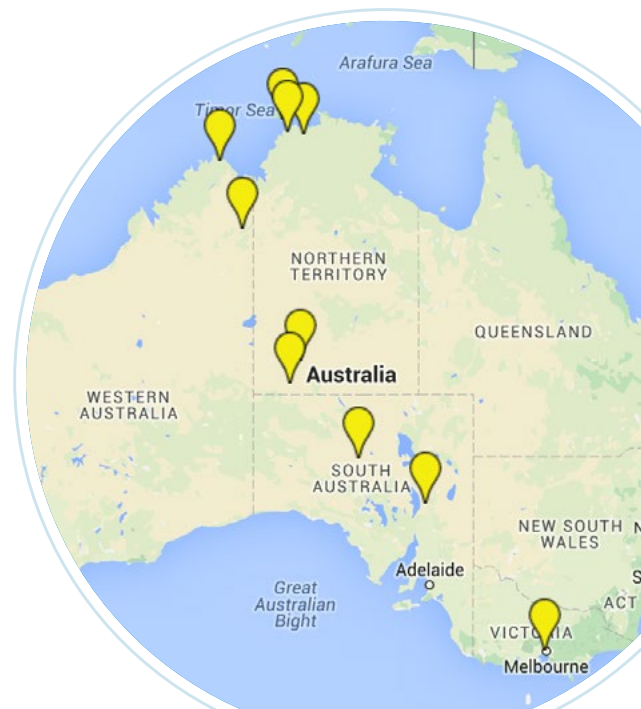 Arafura Sea
Timor Sea
NORTHERN
TERRITORY
QUEENSLAND
Australia
WESTERN
AUSTRALIA
SOUTH
AUSTRALIA
NEW SOUTH
WALES
Adelaide
Great
Australian
Bight
ACT
VICTORIA
Melbourne